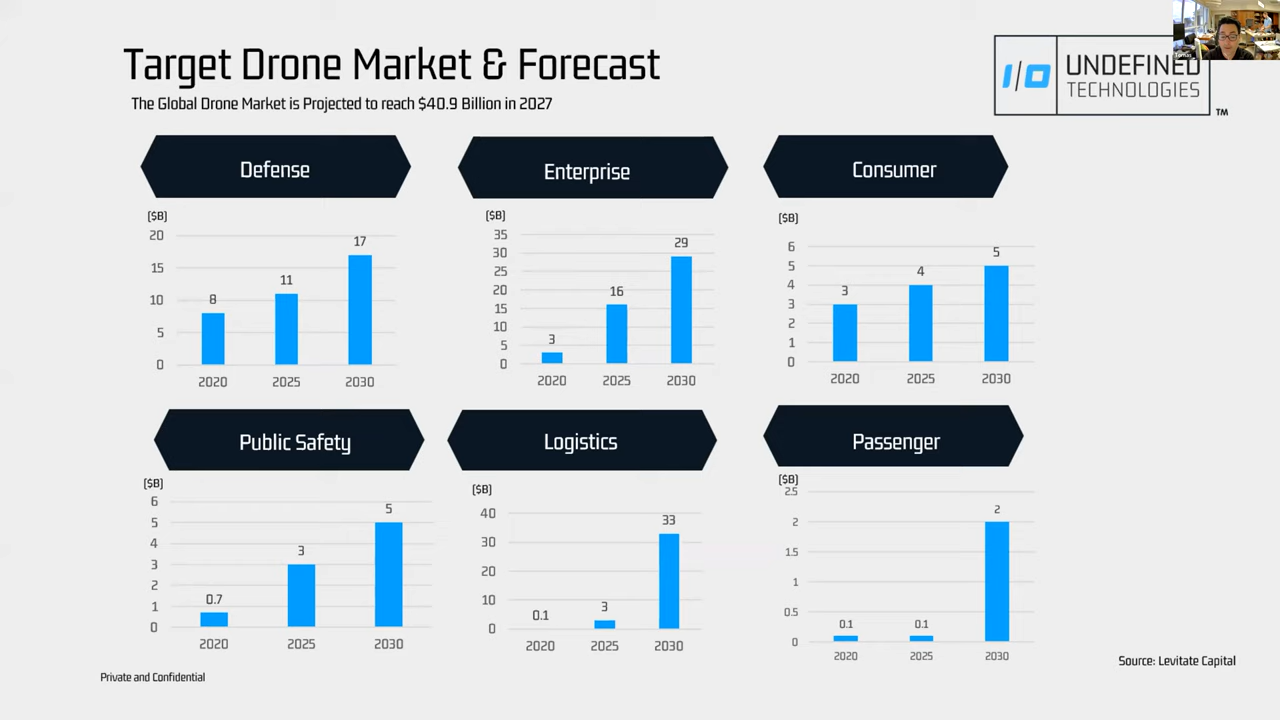 Target Drone Market & Forecast
The Global Drone Market is Projected to reach $40.9 Billion in 2027
I/O UNDEFINED
TECHNOLOGIES
TM
Defense
($B)
20
15
10
5
0
8
11
17
2020 2025 2030
Enterprise
($B)
35
30
25
20
15
10
5
0
3
16
29
2020 2025 2030
Consumer
($B)
6
5
4
3
2
1
0
3
4
5
2020 2025 2030
Public Safety
($B)
6
5
4
3
2
1
0
0.7
3
5
2020 2025 2030
Logistics
($B)
40
30
20
10
0
0.1
3
33
2020 2025 2030
Passenger
($B)
2.5
2
1.5
1
0.5
0
0.1
0.1
2
2020 2025 2030
Source: Levitate Capital
Private and Confidential